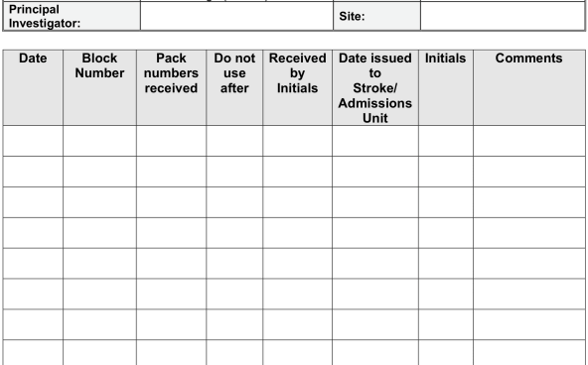 Principal
Investigator:
Site:
Date
Block
Number
Pack
numbers
received
Do not
use
after
Received
by
Initials
Date issued
to
Stroke/
Admissions
Unit
Initials
Comments